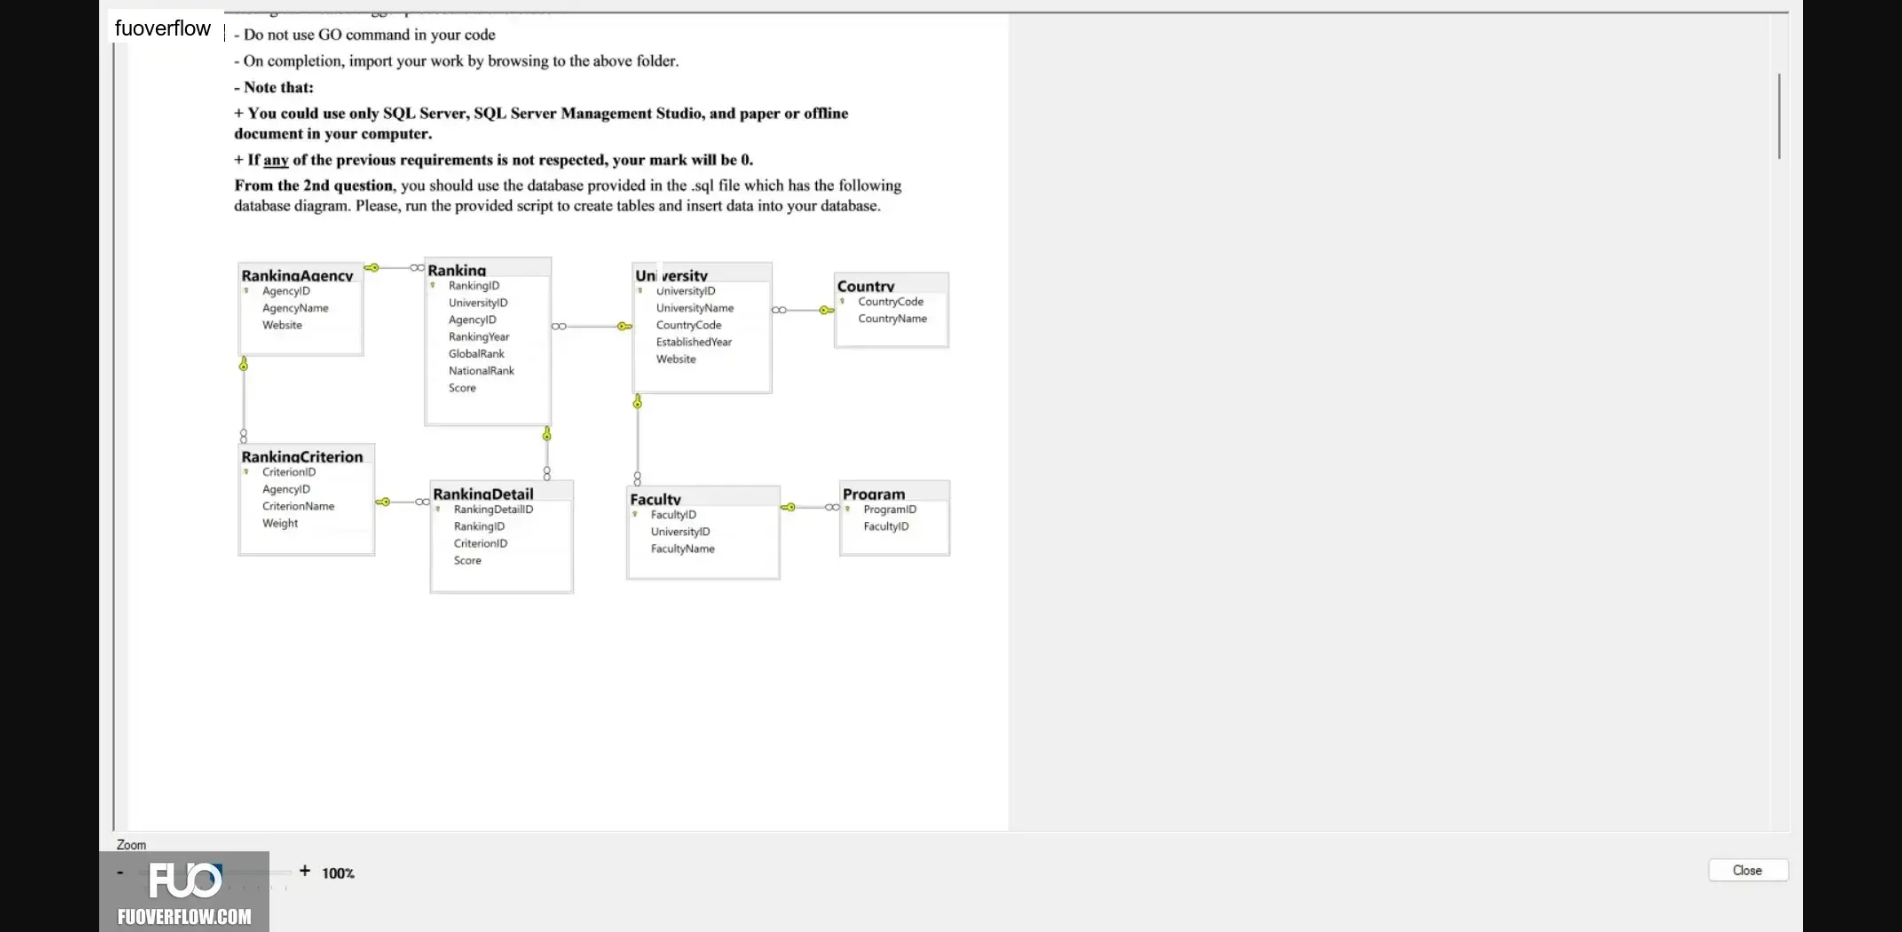 fuoverflow
- Do not use GO command in your code
- On completion, import your work by browsing to the above folder.
- Note that:
+ You could use only SQL Server, SQL Server Management Studio, and paper or offline
document in your computer.
+ If any of the previous requirements is not respected, your mark will be 0.
From the 2nd question, you should use the database provided in the .sql file which has the following
database diagram. Please, run the provided script to create tables and insert data into your database.
RankingAgency
AgencyID
AgencyName
Website
Ranking
RankingID
UniversityID
AgencyID
RankingYear
GlobalRank
NationalRank
Score
University
UniversityID
UniversityName
CountryCode
EstablishedYear
Website
Country
CountryCode
CountryName
RankingCriterion
CriterionID
AgencyID
CriterionName
Weight
RankingDetail
RankingDetailID
RankingID
CriterionID
Score
Faculty
FacultyID
UniversityID
FacultyName
Program
ProgramID
FacultyID
Zoom
- + 100%
Close
FUO
FUOVERFLOW.COM